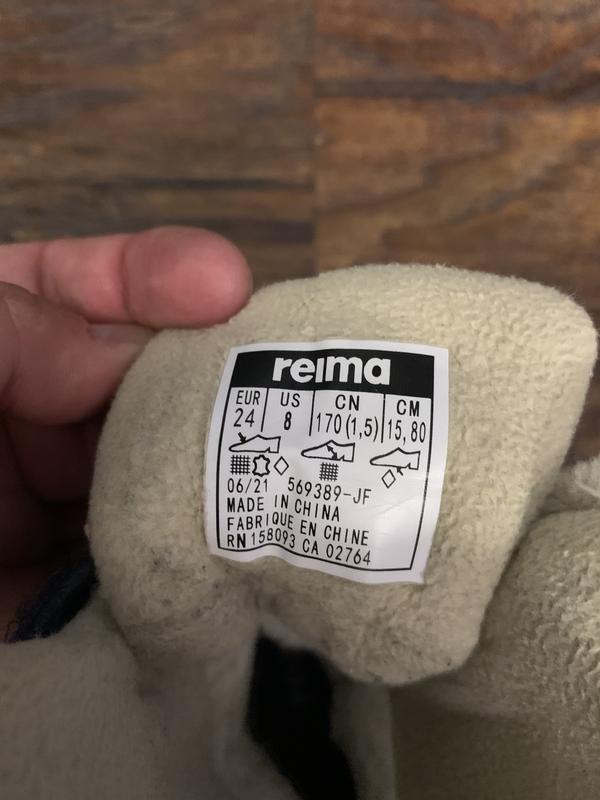 reima
EUR US CN CM
24 8 170(1,5) 15,80
06/21 569389-JF
MADE IN CHINA
FABRIQUE EN CHINE
RN 158093 CA 02764